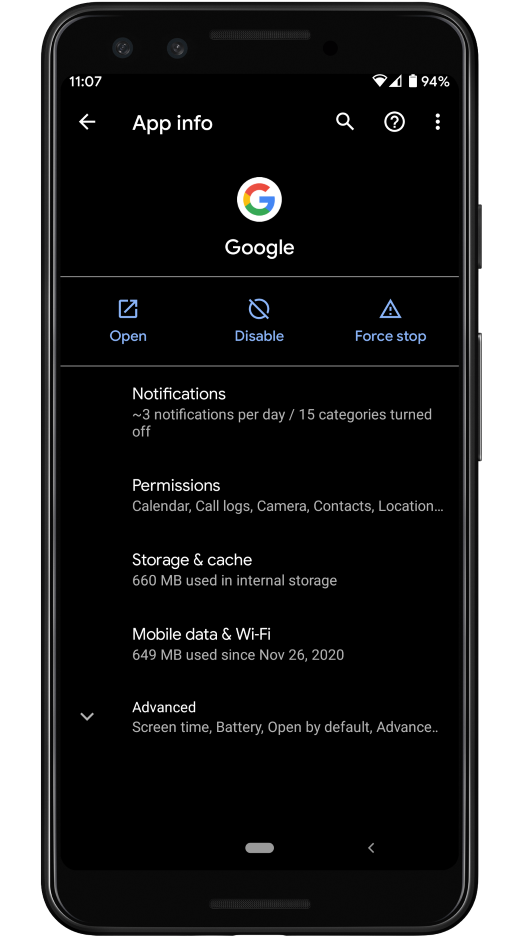 11:07 94%
App info
Google
Open Disable Force stop
Notifications
~3 notifications per day / 15 categories turned
off
Permissions
Calendar, Call logs, Camera, Contacts, Location...
Storage & cache
660 MB used in internal storage
Mobile data & Wi-Fi
649 MB used since Nov 26, 2020
Advanced
Screen time, Battery, Open by default, Advance..